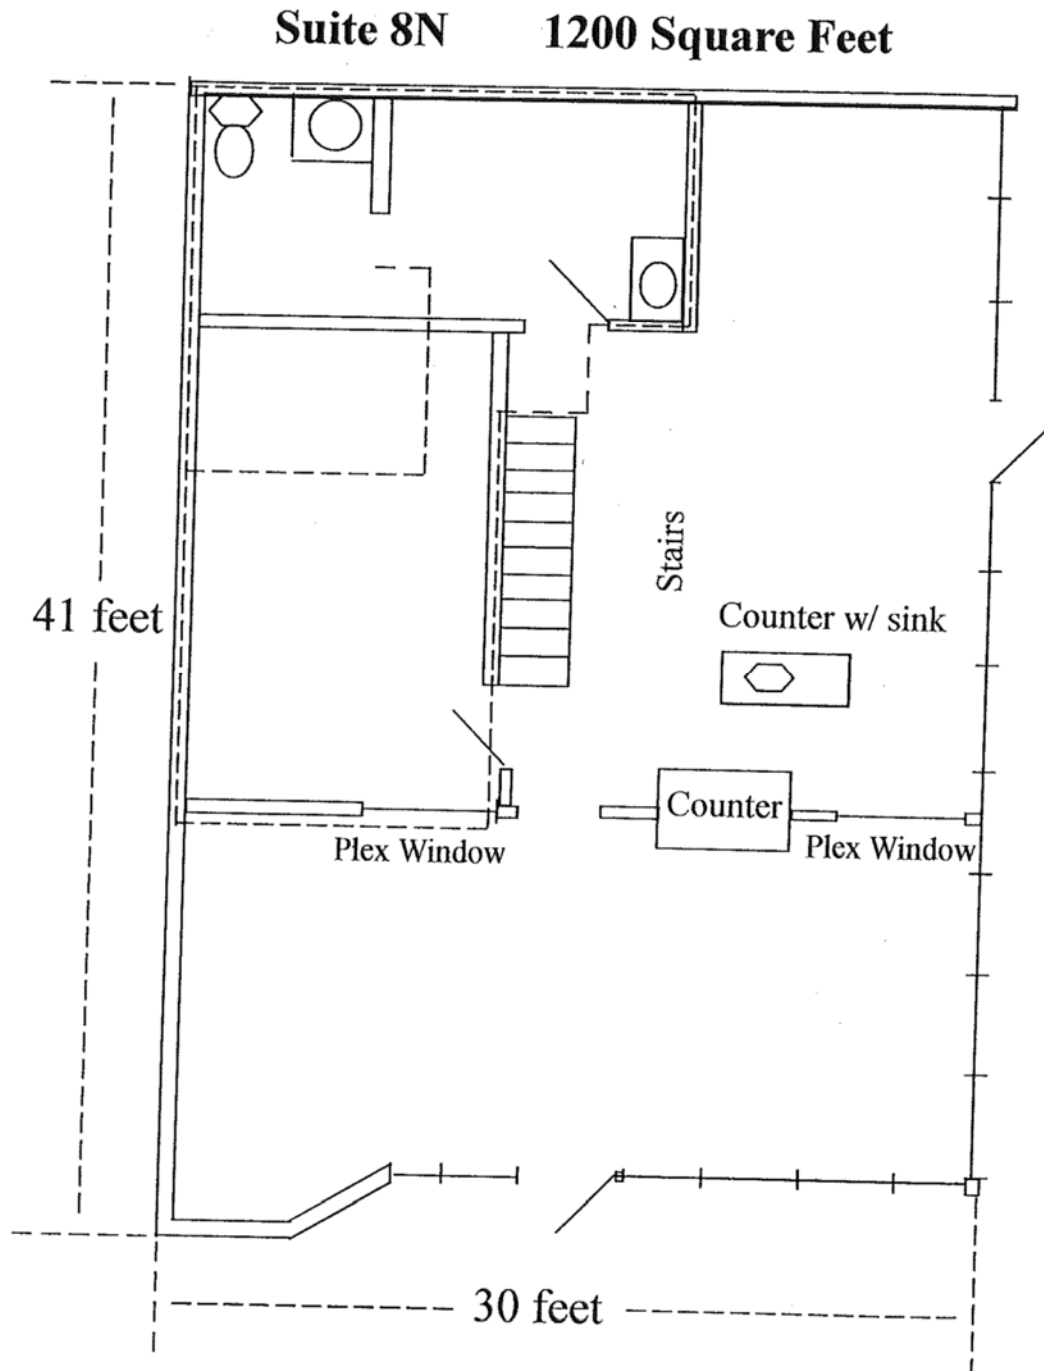 Suite 8N 1200 Square Feet
Stairs
41 feet
Counter w/ sink
Counter
Plex Window
Plex Window
30 feet